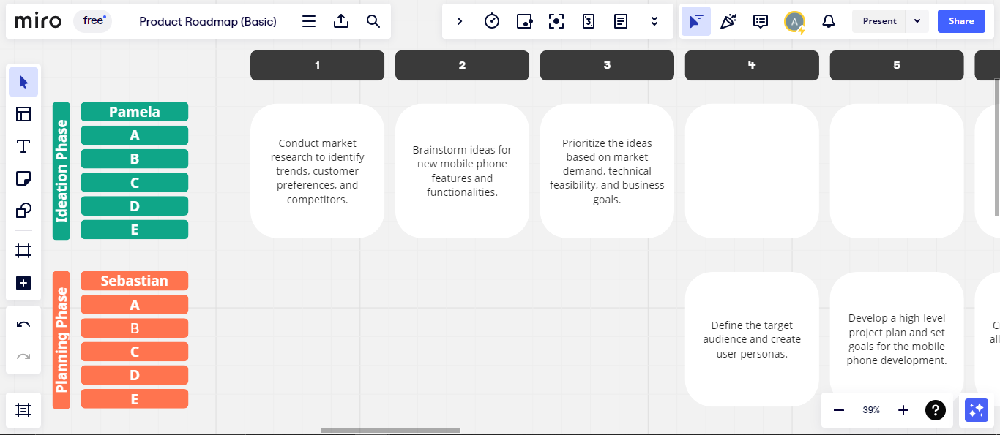 miro
free
Product Roadmap (Basic)
3
A
Present
Share
1
2
3
4
5
Ideation Phase
Pamela
A
B
C
D
E
Conduct market
research to identify
trends, customer
preferences, and
competitors.
Brainstorm ideas for
new mobile phone
features and
functionalities.
Prioritize the ideas
based on market
demand, technical
feasibility, and business
goals.
Planning Phase
Sebastian
A
B
C
D
E
Define the target
audience and create
user personas.
Develop a high-level
project plan and set
goals for the mobile
phone development.
39%
?